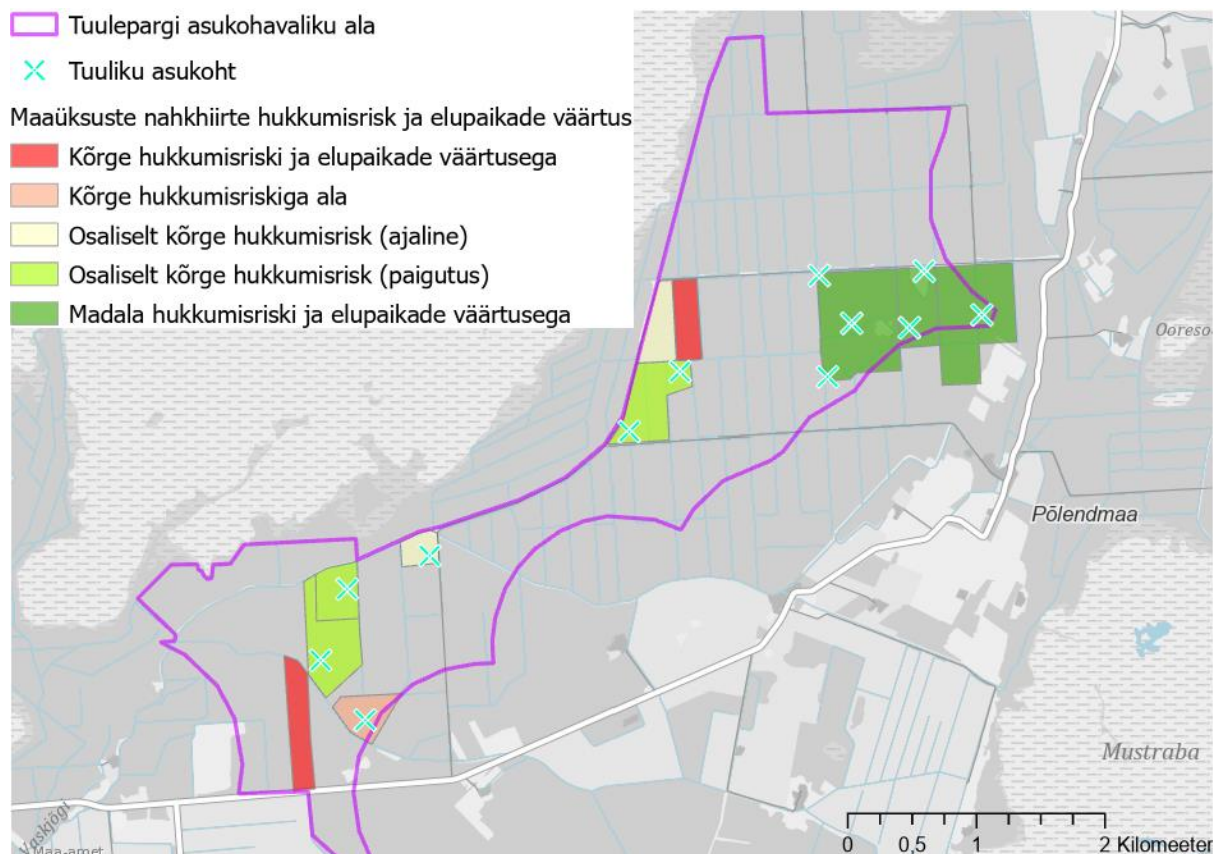 Tuulepargi asukohavaliku ala
Tuuliku asukoht
Maaüksuste nahkhiirte hukkumisrisk ja elupaikade väärtus
Kõrge hukkumisriski ja elupaikade väärtusega
Kõrge hukkumisriskiga ala
Osaliselt kõrge hukkumisrisk (ajaline)
Osaliselt kõrge hukkumisrisk (paigutus)
Madala hukkumisriski ja elupaikade väärtusega
Põlendmaa
Mustraba
0 0,5 1 2 Kilomeeter
Maa-amet